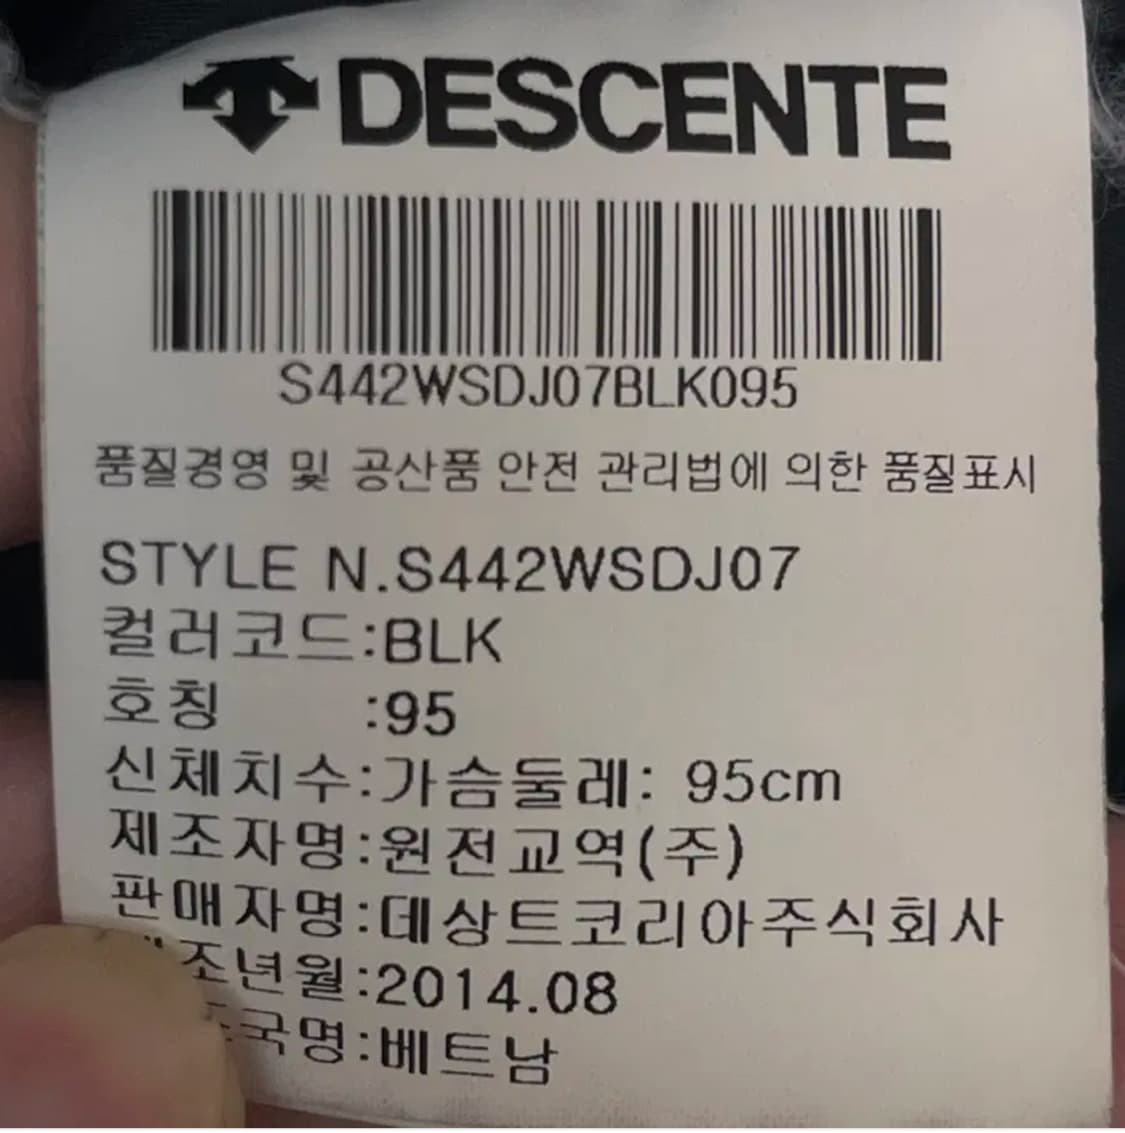 DESCENTE
S442WSDJ07BLK095
품질경영 및 공산품 안전 관리법에 의한 품질표시
STYLE N.S442WSDJ07
컬러코드:BLK
호칭 :95
신체치수:가슴둘레: 95cm
제조자명:원전교역(주)
판매자명:데상트코리아주식회사
조년월:2014.08
국명:베트남